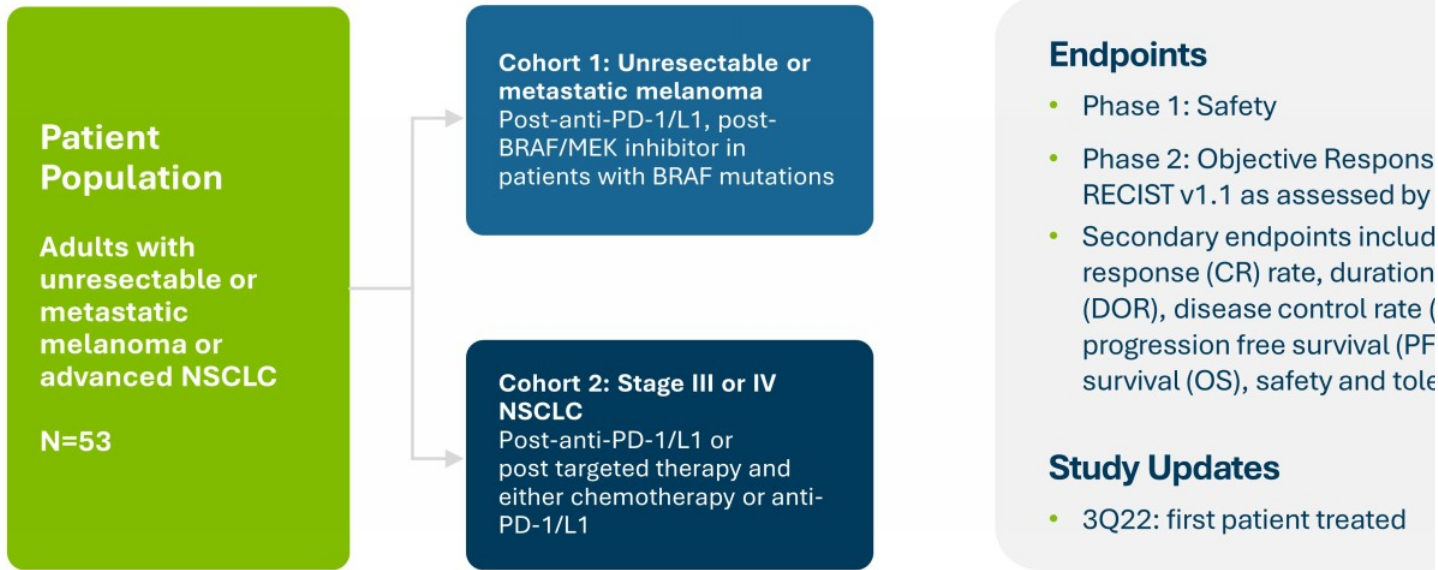 Patient
Population
Adults with
unresectable or
metastatic
melanoma or
advanced NSCLC
N=53
Cohort 1: Unresectable or
metastatic melanoma
Post-anti-PD-1/L1, post-
BRAF/MEK inhibitor in
patients with BRAF mutations
Cohort 2: Stage III or IV
NSCLC
Post-anti-PD-1/L1 or
post targeted therapy and
either chemotherapy or anti-
PD-1/L1
Endpoints
• Phase 1: Safety
• Phase 2: Objective
RECIST v1.1 as assessed by
• Secondary endpoints
response (CR) rate, duration
(DOR), disease control rate (
progression free survival (PF
survival (OS), safety and
Study Updates
• 3Q22: first patient treated